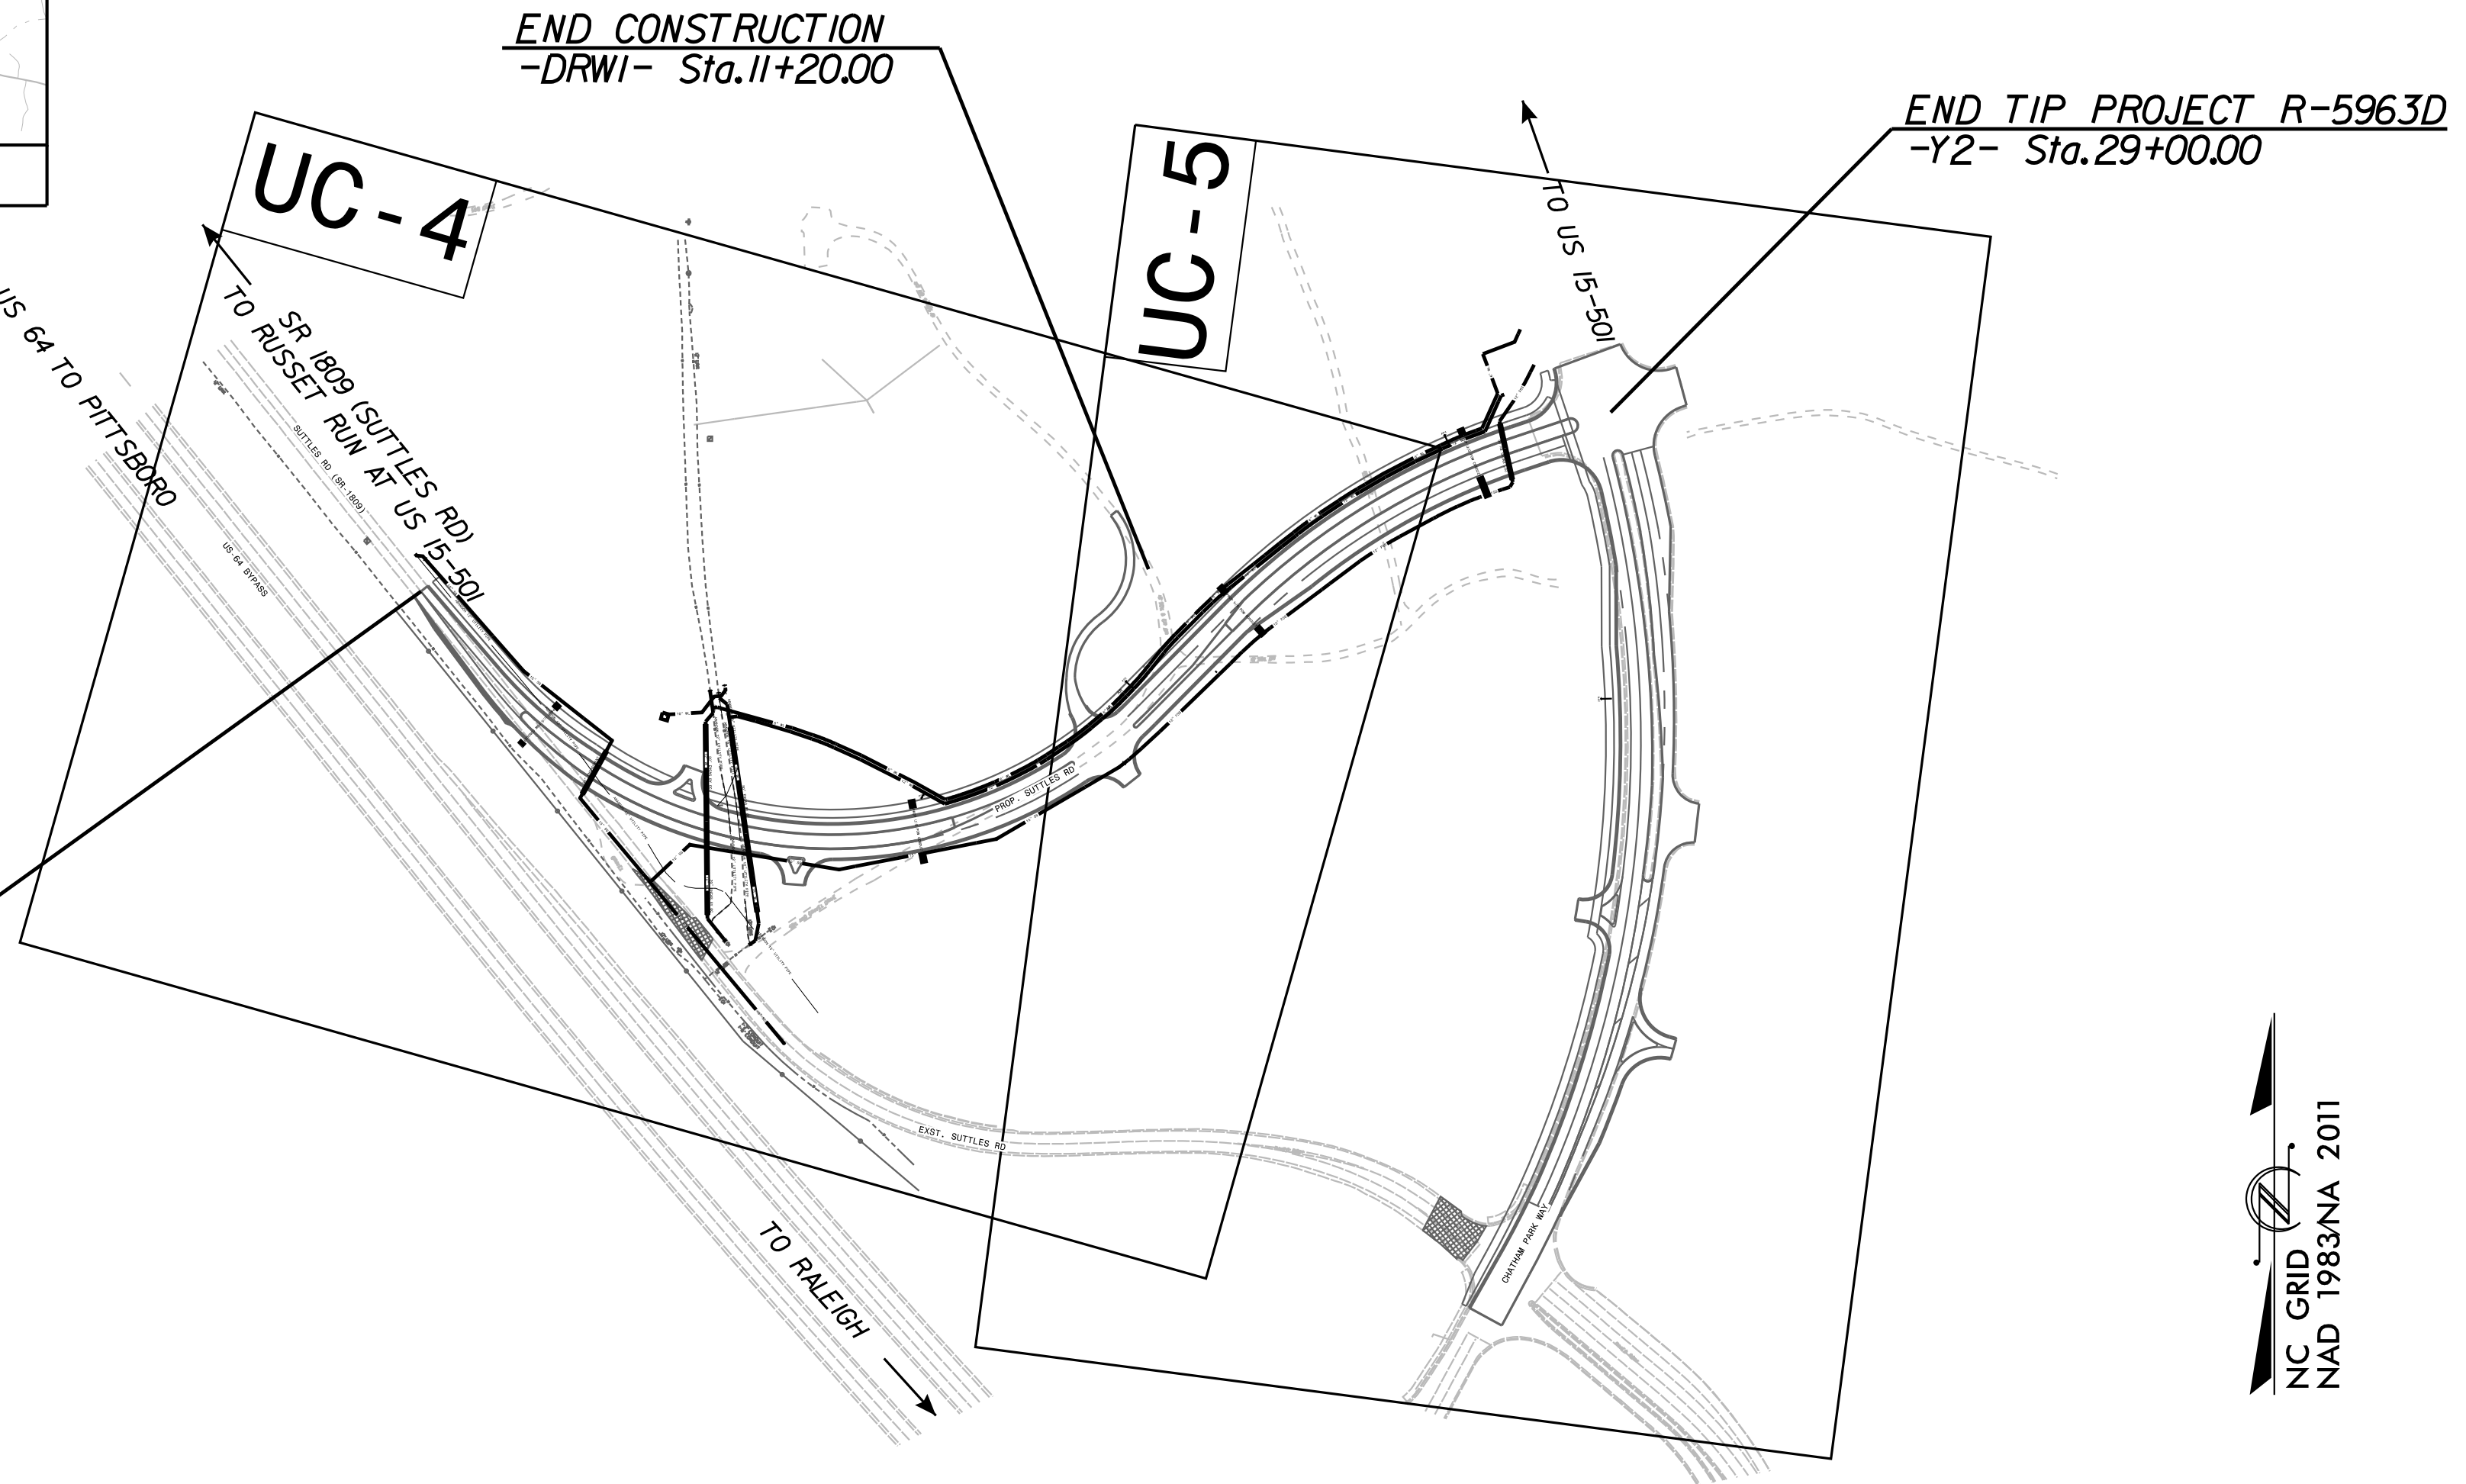 END CONSTRUCTION
-DRW1- Sta.11+20.00
END TIP PROJECT R-5963D
-Y2- Sta.29+00.00
UC-4
UC-5
TO US 15-501
US 64 TO PITTSBORO
SR 1809 (SUTTLES RD)
TO RUSSET RUN AT US 15-501
SUTTLES RD (SR-1809)
US-64 BYPASS
PROP. SUTTLES RD
EXST. SUTTLES RD
CHATHAM PARK WAY
TO RALEIGH
NC GRID
NAD 1983/NA 2011